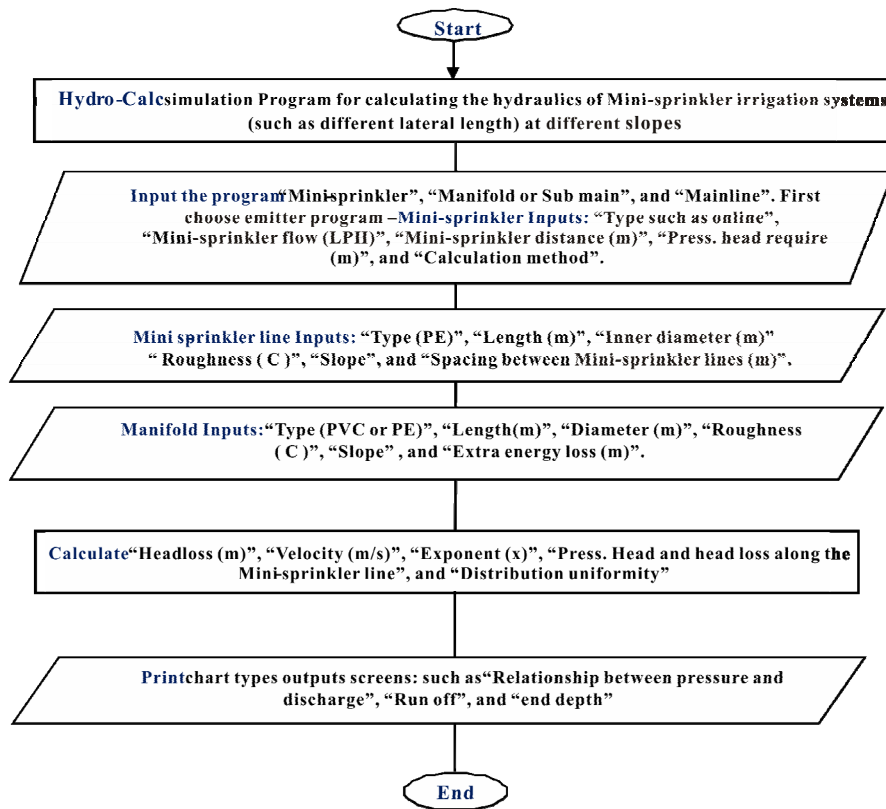 Start
Hydro-Calcsimulation Program for calculating the hydraulics of Mini-sprinkler irrigation systems
(such as different lateral length) at different slopes
Input the program“Mini-sprinkler”, “Manifold or Sub main”, and “Mainline”. First
choose emitter program –Mini-sprinkler Inputs: “Type such as online”,
“Mini-sprinkler flow (LPH)”, “Mini-sprinkler distance (m)”, “Press. head require
(m)”, and “Calculation method”.
Mini sprinkler line Inputs: “Type (PE)”, “Length (m)”, “Inner diameter (m)”
“ Roughness ( C )”, “Slope”, and “Spacing between Mini-sprinkler lines (m)”.
Manifold Inputs:“Type (PVC or PE)”, “Length(m)”, “Diameter (m)”, “Roughness
( C )”, “Slope” , and “Extra energy loss (m)”.
Calculate“Headloss (m)”, “Velocity (m/s)”, “Exponent (x)”, “Press. Head and head loss along the
Mini-sprinkler line”, and “Distribution uniformity”
Printchart types outputs screens: such as“Relationship between pressure and
discharge”, “Run off”, and “end depth”
End